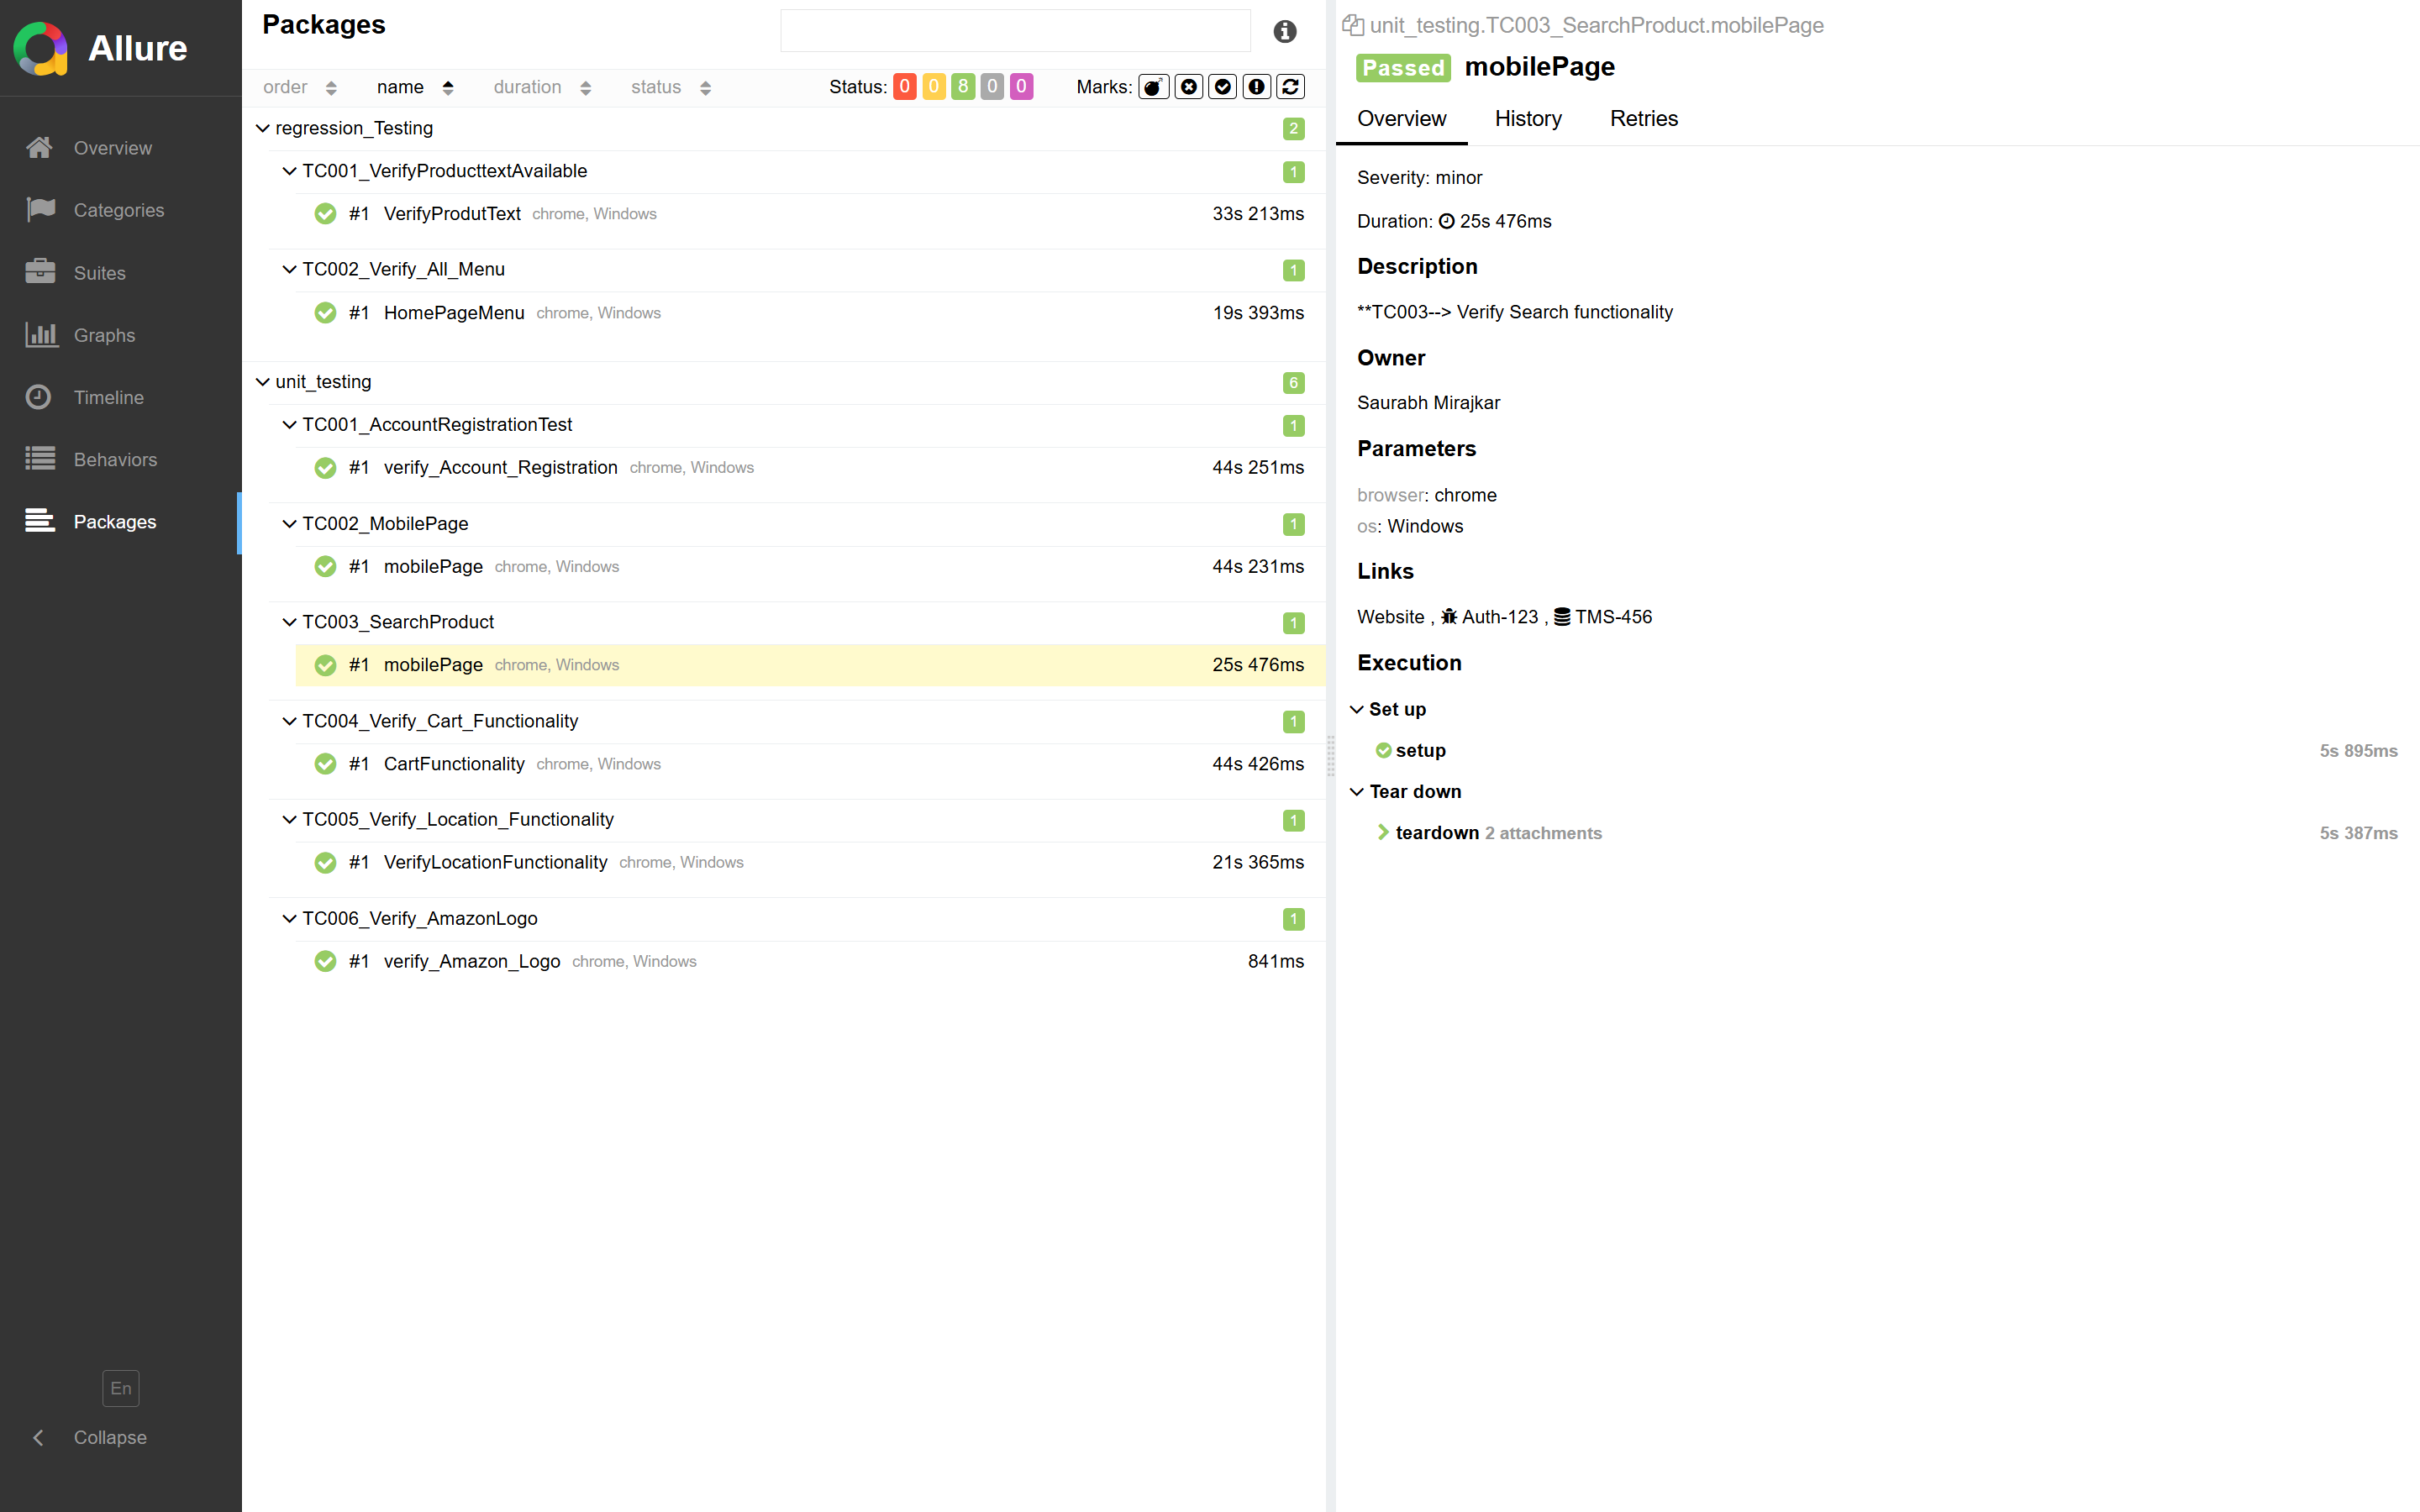 Allure
Overview
Categories
Suites
Graphs
Timeline
Behaviors
Packages
En
Collapse
Packages
order name duration status Status: 0 0 8 0 0 Marks:
regression_Testing 2
TC001_VerifyProducttextAvailable 1
#1 VerifyProdutText chrome, Windows 33s 213ms
TC002_Verify_All_Menu 1
#1 HomePageMenu chrome, Windows 19s 393ms
unit_testing 6
TC001_AccountRegistrationTest 1
#1 verify_Account_Registration chrome, Windows 44s 251ms
TC002_MobilePage 1
#1 mobilePage chrome, Windows 44s 231ms
TC003_SearchProduct 1
#1 mobilePage chrome, Windows 25s 476ms
TC004_Verify_Cart_Functionality 1
#1 CartFunctionality chrome, Windows 44s 426ms
TC005_Verify_Location_Functionality 1
#1 VerifyLocationFunctionality chrome, Windows 21s 365ms
TC006_Verify_AmazonLogo 1
#1 verify_Amazon_Logo chrome, Windows 841ms
unit_testing.TC003_SearchProduct.mobilePage
Passed mobilePage
Overview History Retries
Severity: minor
Duration: 25s 476ms
Description
**TC003--> Verify Search functionality
Owner
Saurabh Mirajkar
Parameters
browser: chrome
os: Windows
Links
Website , Auth-123 , TMS-456
Execution
Set up
setup 5s 895ms
Tear down
teardown 2 attachments 5s 387ms